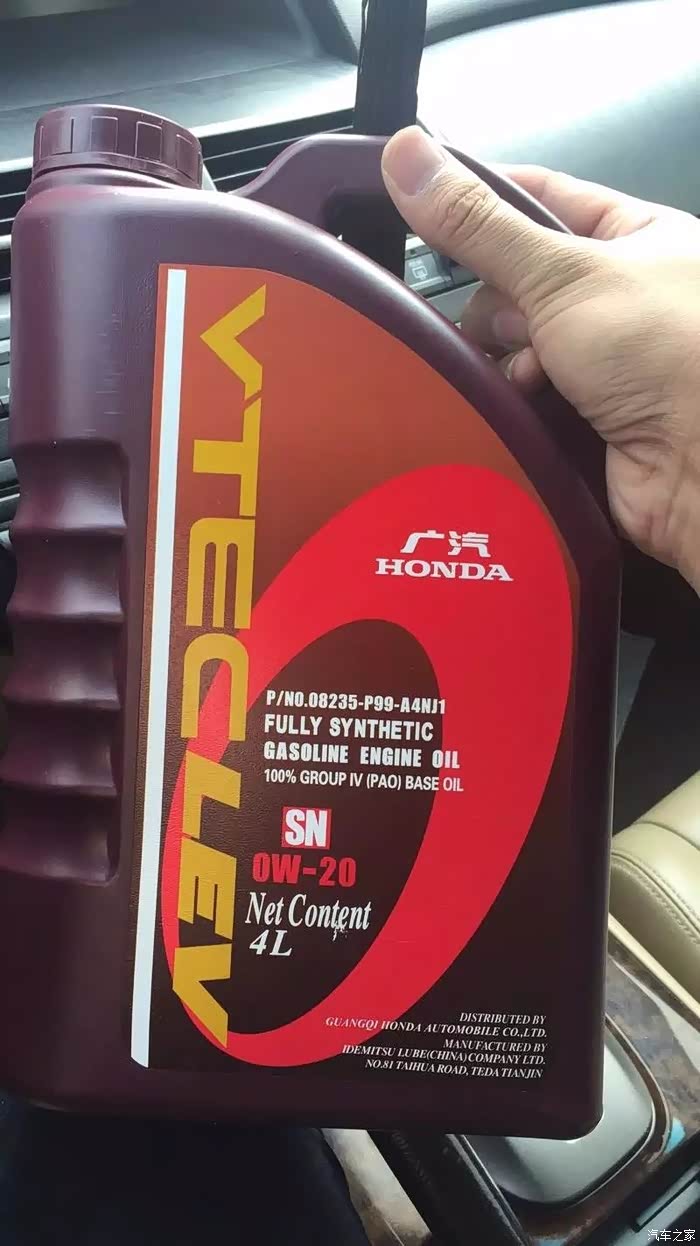 VTECLEV
广汽
HONDA
P/NO.08235-P99-A4NJ1
FULLY SYNTHETIC
GASOLINE ENGINE OIL
100% GROUP IV (PAO) BASE OIL
SN
0W-20
Net Content
4L
DISTRIBUTED BY
GUANGQI HONDA AUTOMOBILE CO.,LTD.
MANUFACTURED BY
IDEMITSU LUBE(CHINA)COMPANY LTD.
NO.81 TAIHUA ROAD, TEDA TIANJIN
汽车之家